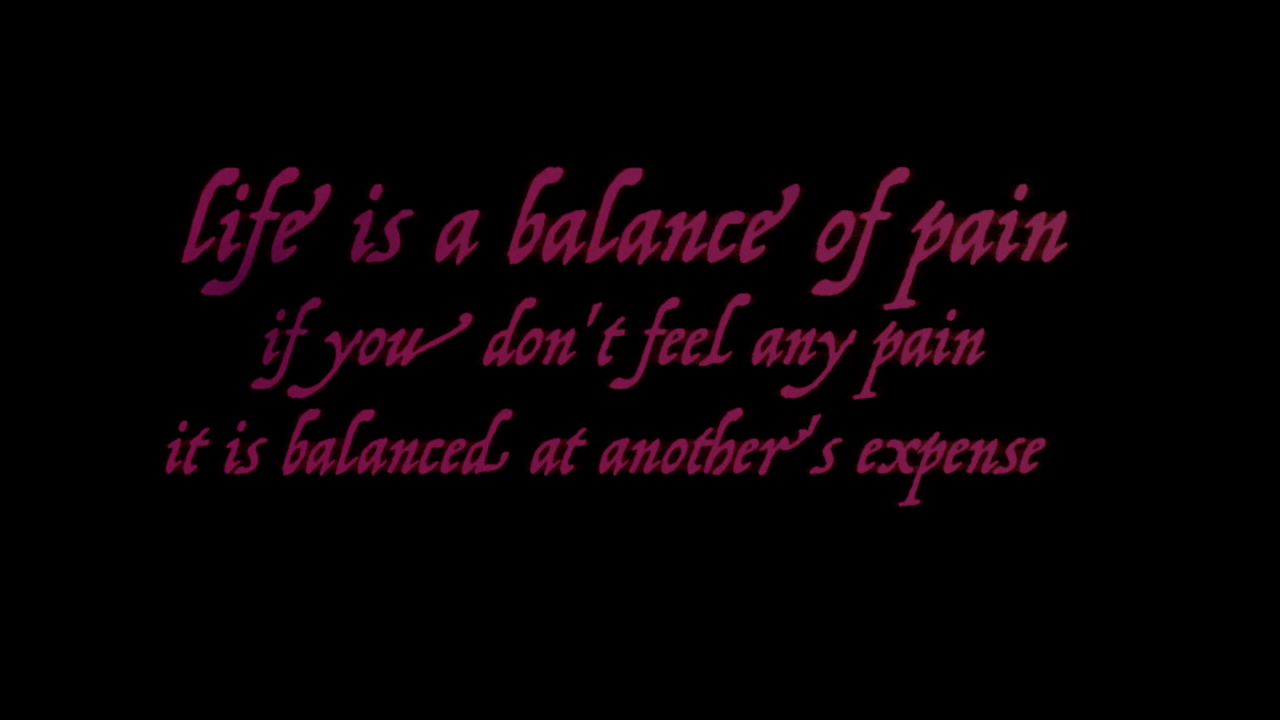 life is a balance of pain
if you don't feel any pain
it is balanced at another's expense